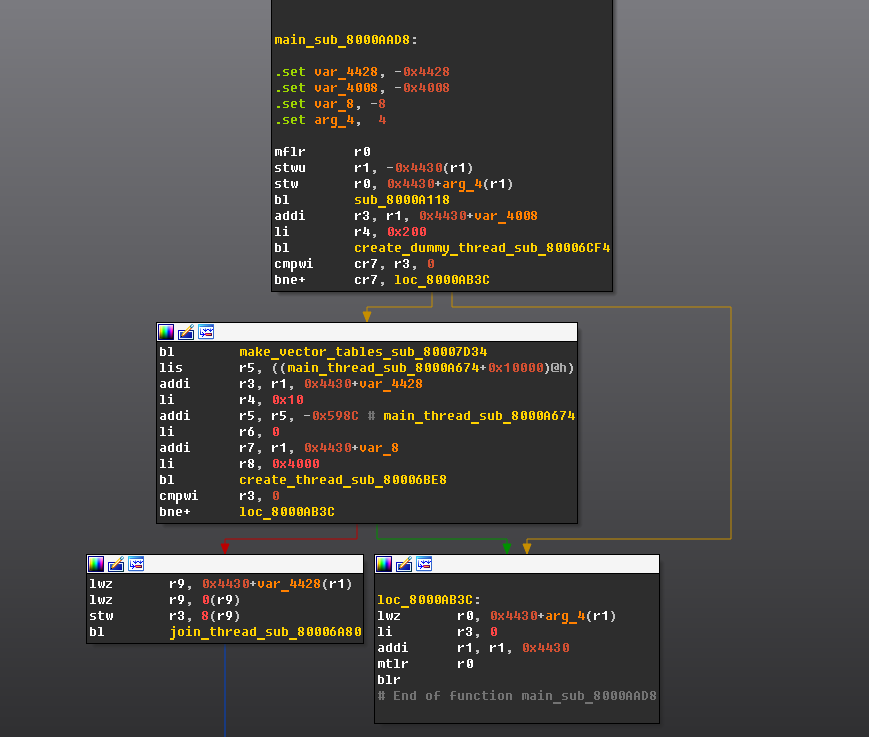 main_sub_8000AAD8:
.set var_4428, -0x4428
.set var_4008, -0x4008
.set var_8, -8
.set arg_4,  4
mflr r0
stwu r1, -0x4430(r1)
stw r0, 0x4430+arg_4(r1)
bl sub_8000A118
addi r3, r1, 0x4430+var_4008
li r4, 0x200
bl create_dummy_thread_sub_80006CF4
cmpwi cr7, r3, 0
bne+ cr7, loc_8000AB3C
bl make_vector_tables_sub_80007D34
lis r5, ((main_thread_sub_8000A674+0x10000)@h)
addi r3, r1, 0x4430+var_4428
li r4, 0x10
addi r5, r5, -0x598C # main_thread_sub_8000A674
li r6, 0
addi r7, r1, 0x4430+var_8
li r8, 0x4000
bl create_thread_sub_80006BE8
cmpwi r3, 0
bne+ loc_8000AB3C
lwz r9, 0x4430+var_4428(r1)
lwz r9, 0(r9)
stw r3, 8(r9)
bl join_thread_sub_80006A80
loc_8000AB3C:
lwz r0, 0x4430+arg_4(r1)
li r3, 0
addi r1, r1, 0x4430
mtlr r0
blr
# End of function main_sub_8000AAD8